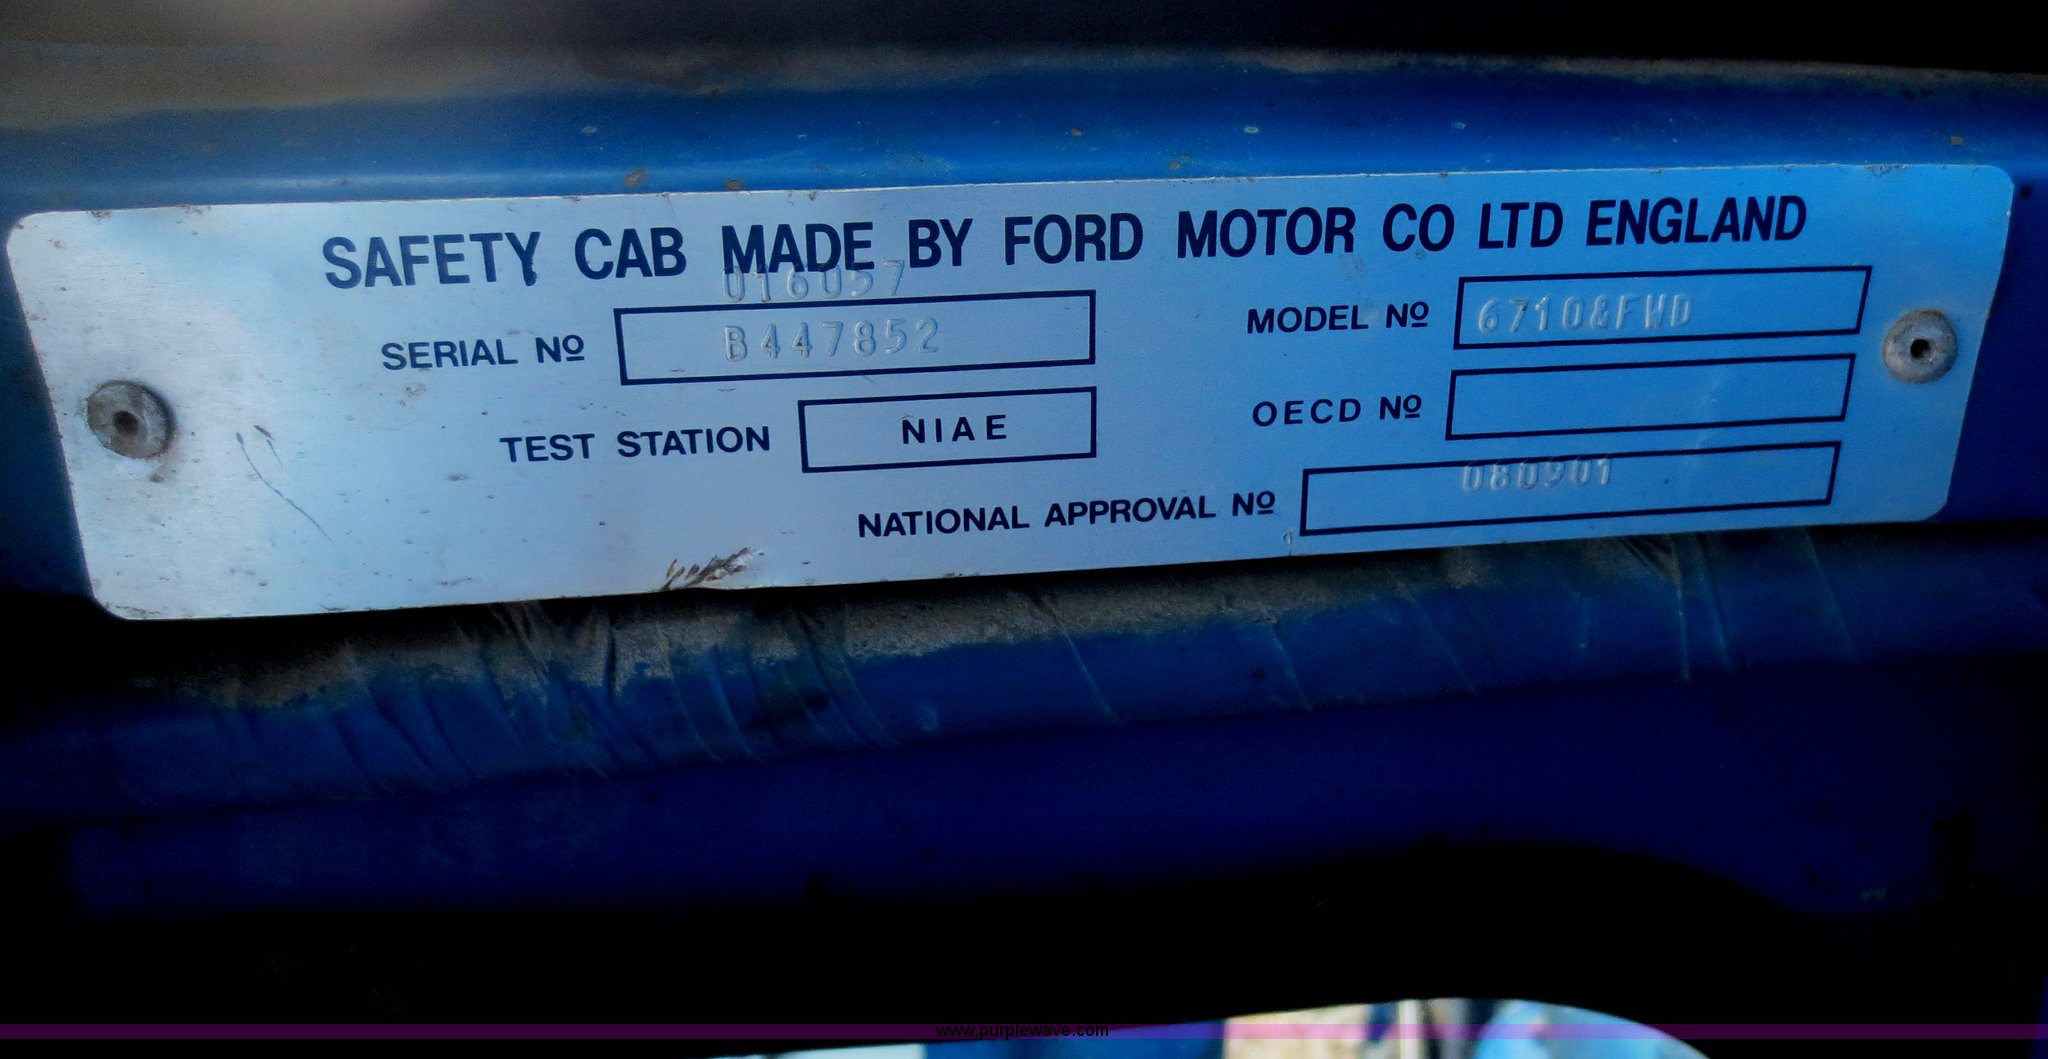 SAFETY CAB MADE BY FORD MOTOR CO LTD ENGLAND
016057
SERIAL Nº B447852
MODEL Nº 6710&FWD
TEST STATION NIAE
OECD Nº
NATIONAL APPROVAL Nº 080901
www.purplewave.com